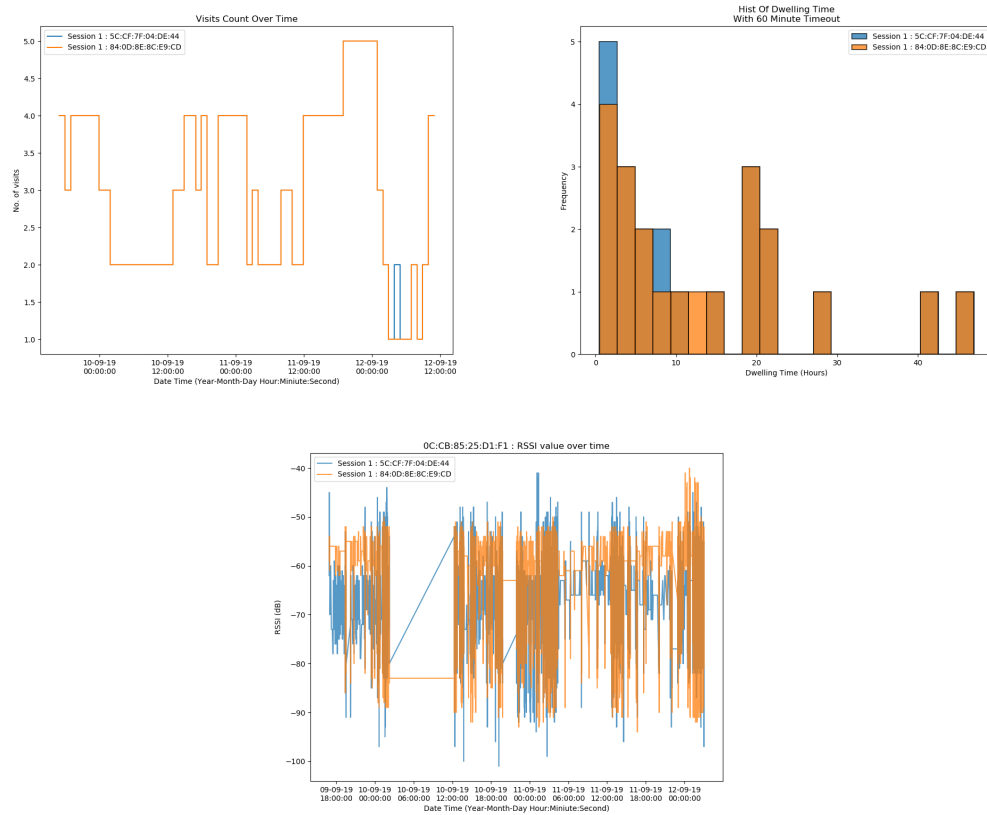 Visits Count Over Time
Session 1 : 5C:CF:7F:04:DE:44
Session 1 : 84:0D:8E:8C:E9:CD
No. of visits
5.0
4.5
4.0
3.5
3.0
2.5
2.0
1.5
1.0
10-09-19 10-09-19 11-09-19 11-09-19 12-09-19 12-09-19
00:00:00 12:00:00 00:00:00 12:00:00 00:00:00 12:00:00
Date Time (Year-Month-Day Hour:Miniute:Second)
Hist Of Dwelling Time
With 60 Minute Timeout
Session 1 : 5C:CF:7F:04:DE:44
Session 1 : 84:0D:8E:8C:E9:CD
Frequency
5
4
3
2
1
0
0 10 20 30 40
Dwelling Time (Hours)
0C:CB:85:25:D1:F1 : RSSI value over time
Session 1 : 5C:CF:7F:04:DE:44
Session 1 : 84:0D:8E:8C:E9:CD
RSSI (dB)
−40
−50
−60
−70
−80
−90
−100
09-09-19 10-09-19 10-09-19 10-09-19 10-09-19 11-09-19 11-09-19 11-09-19 11-09-19 12-09-19
18:00:00 00:00:00 06:00:00 12:00:00 18:00:00 00:00:00 06:00:00 12:00:00 18:00:00 00:00:00
Date Time (Year-Month-Day Hour:Miniute:Second)